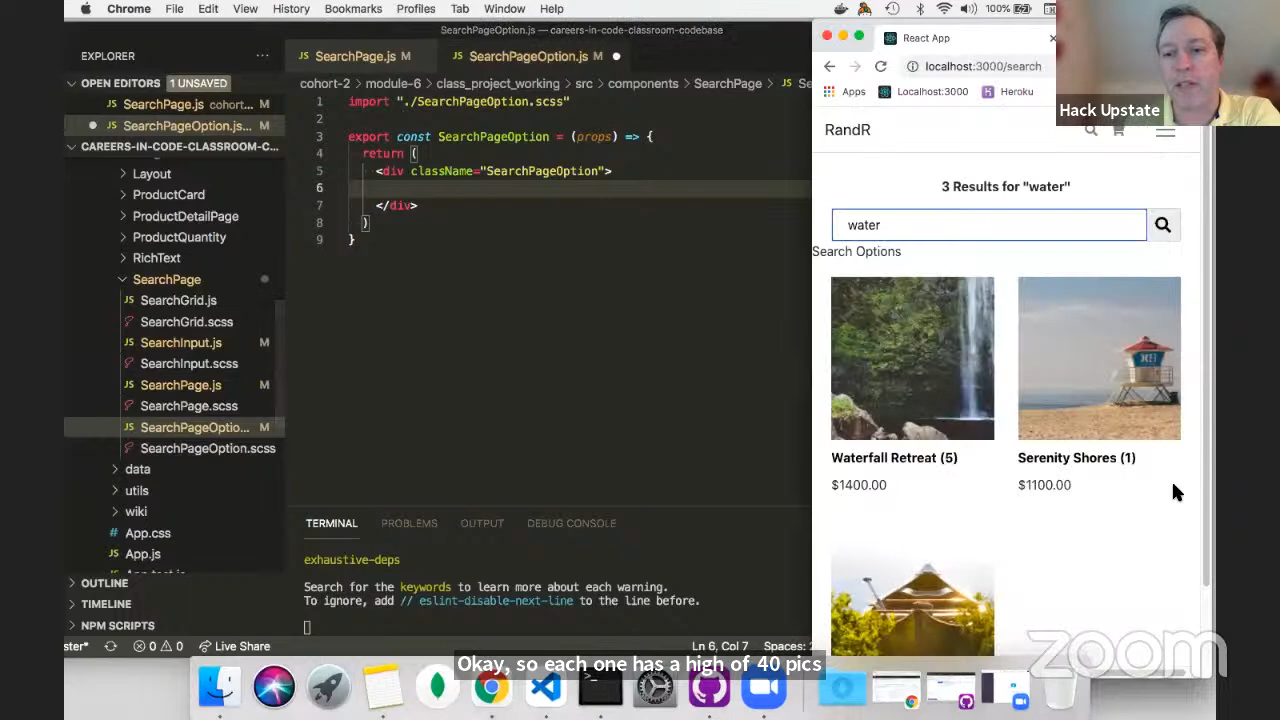 Chrome File Edit View History Bookmarks Profiles Tab Window Help 100%
SearchPageOption.js — careers-in-code-classroom-codebase
EXPLORER
OPEN EDITORS 1 UNSAVED
SearchPage.js cohort... M
SearchPageOption.js... M
CAREERS-IN-CODE-CLASSROOM-C...
Layout
ProductCard
ProductDetailPage
ProductQuantity
RichText
SearchPage
SearchGrid.js
SearchGrid.scss
SearchInput.js M
SearchInput.scss
SearchPage.js M
SearchPage.scss
SearchPageOptio... M
SearchPageOption.scss
data
utils
wiki
App.css
App.js
OUTLINE
TIMELINE
NPM SCRIPTS
SearchPage.js M SearchPageOption.js M
cohort-2 > module-6 > class_project_working > src > components > SearchPage > JS Se
1 import "./SearchPageOption.scss"
2
3 export const SearchPageOption = (props) => {
4 return (
5 <div className="SearchPageOption">
6
7 </div>
8 )
9 }
TERMINAL PROBLEMS OUTPUT DEBUG CONSOLE
exhaustive-deps
Search for the keywords to learn more about each warning.
To ignore, add // eslint-disable-next-line to the line before.
ster* 0 0 Live Share Ln 6, Col 7 Spaces:
React App
localhost:3000/search
Apps Localhost:3000 Heroku
Hack Upstate
RandR
3 Results for "water"
water
Search Options
Waterfall Retreat (5)
$1400.00
Serenity Shores (1)
$1100.00
Okay, so each one has a high of 40 pics
zoom